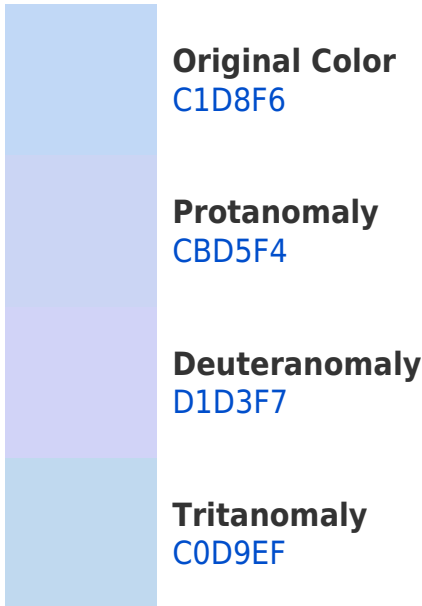 Original Color
C1D8F6
Protanomaly
CBD5F4
Deuteranomaly
D1D3F7
Tritanomaly
C0D9EF